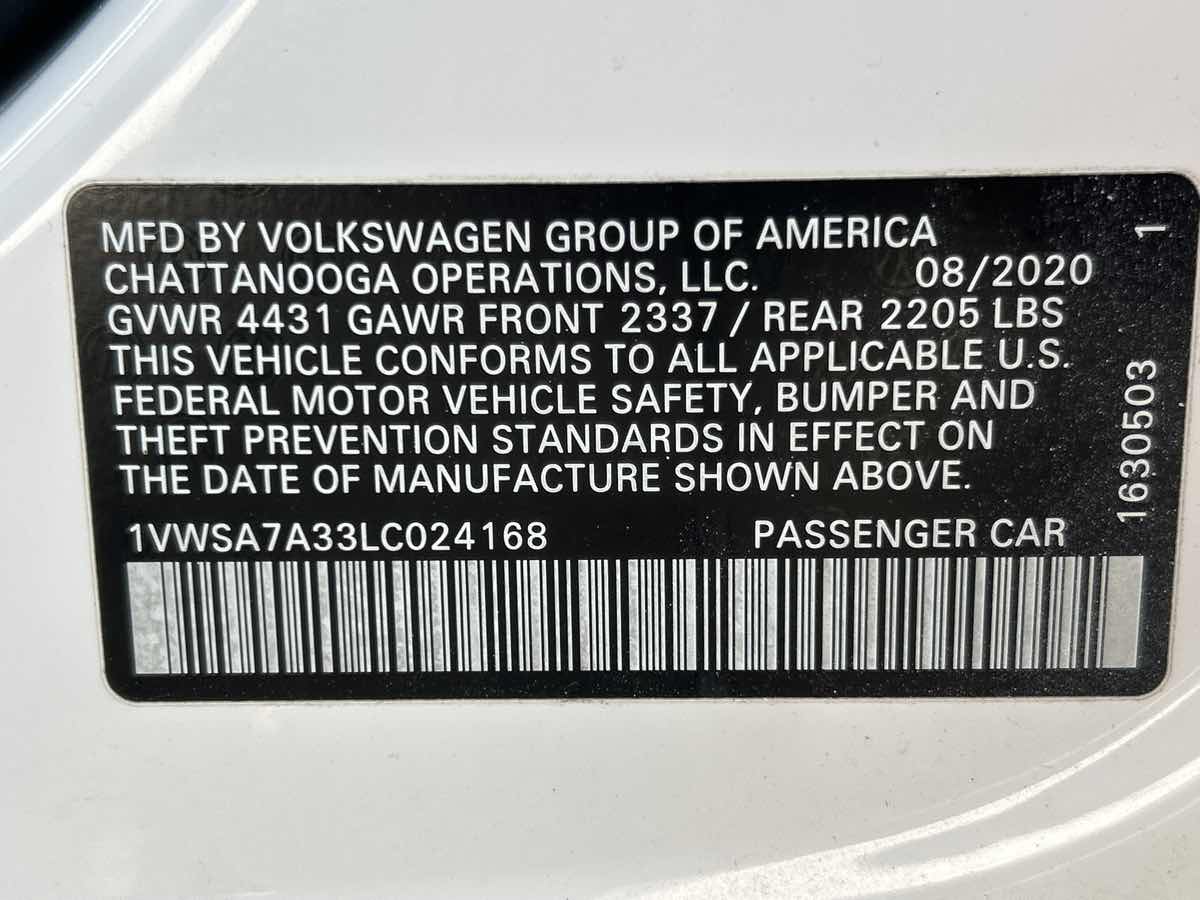 MFD BY VOLKSWAGEN GROUP OF AMERICA
CHATTANOOGA OPERATIONS, LLC. 08/2020
GVWR 4431 GAWR FRONT 2337 / REAR 2205 LBS
THIS VEHICLE CONFORMS TO ALL APPLICABLE U.S.
FEDERAL MOTOR VEHICLE SAFETY, BUMPER AND
THEFT PREVENTION STANDARDS IN EFFECT ON
THE DATE OF MANUFACTURE SHOWN ABOVE.
1VWSA7A33LC024168 PASSENGER CAR
1630503 1